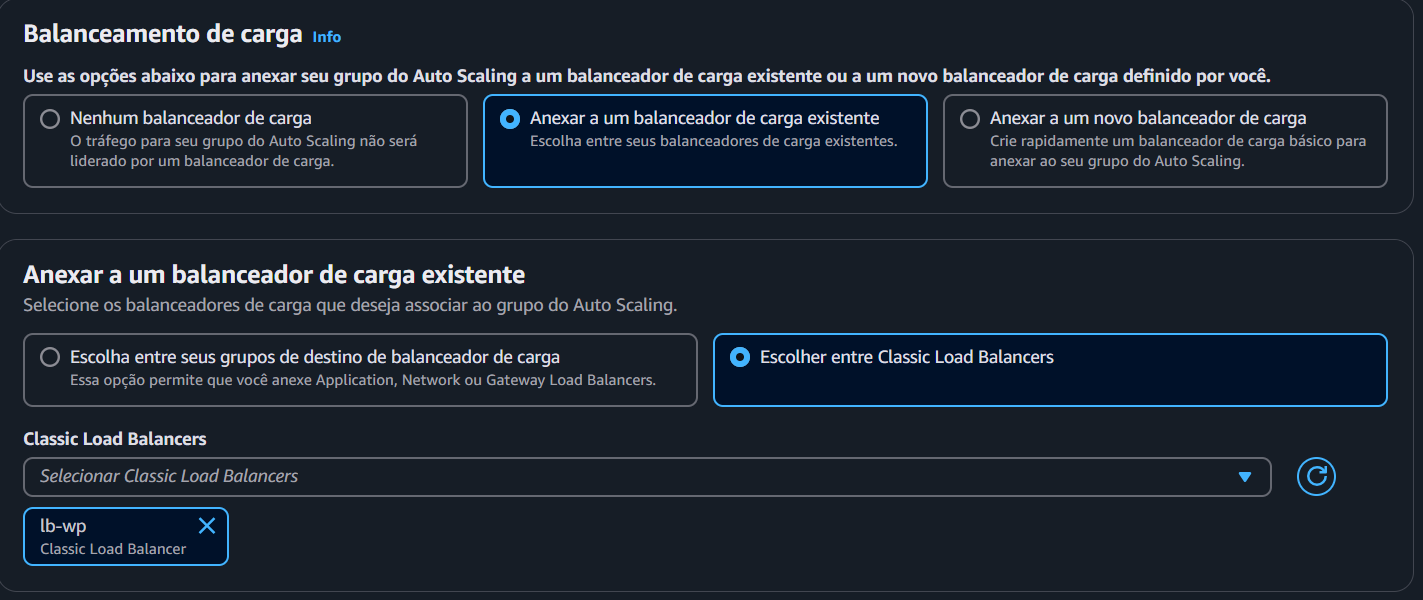 Balanceamento de carga Info
Use as opções abaixo para anexar seu grupo do Auto Scaling a um balanceador de carga existente ou a um novo balanceador de carga definido por você.
Nenhum balanceador de carga
O tráfego para seu grupo do Auto Scaling não será
liderado por um balanceador de carga.
Anexar a um balanceador de carga existente
Escolha entre seus balanceadores de carga existentes.
Anexar a um novo balanceador de carga
Crie rapidamente um balanceador de carga básico para
anexar ao seu grupo do Auto Scaling.
Anexar a um balanceador de carga existente
Selecione os balanceadores de carga que deseja associar ao grupo do Auto Scaling.
Escolha entre seus grupos de destino de balanceador de carga
Essa opção permite que você anexe Application, Network ou Gateway Load Balancers.
Escolher entre Classic Load Balancers
Classic Load Balancers
Selecionar Classic Load Balancers
lb-wp
Classic Load Balancer